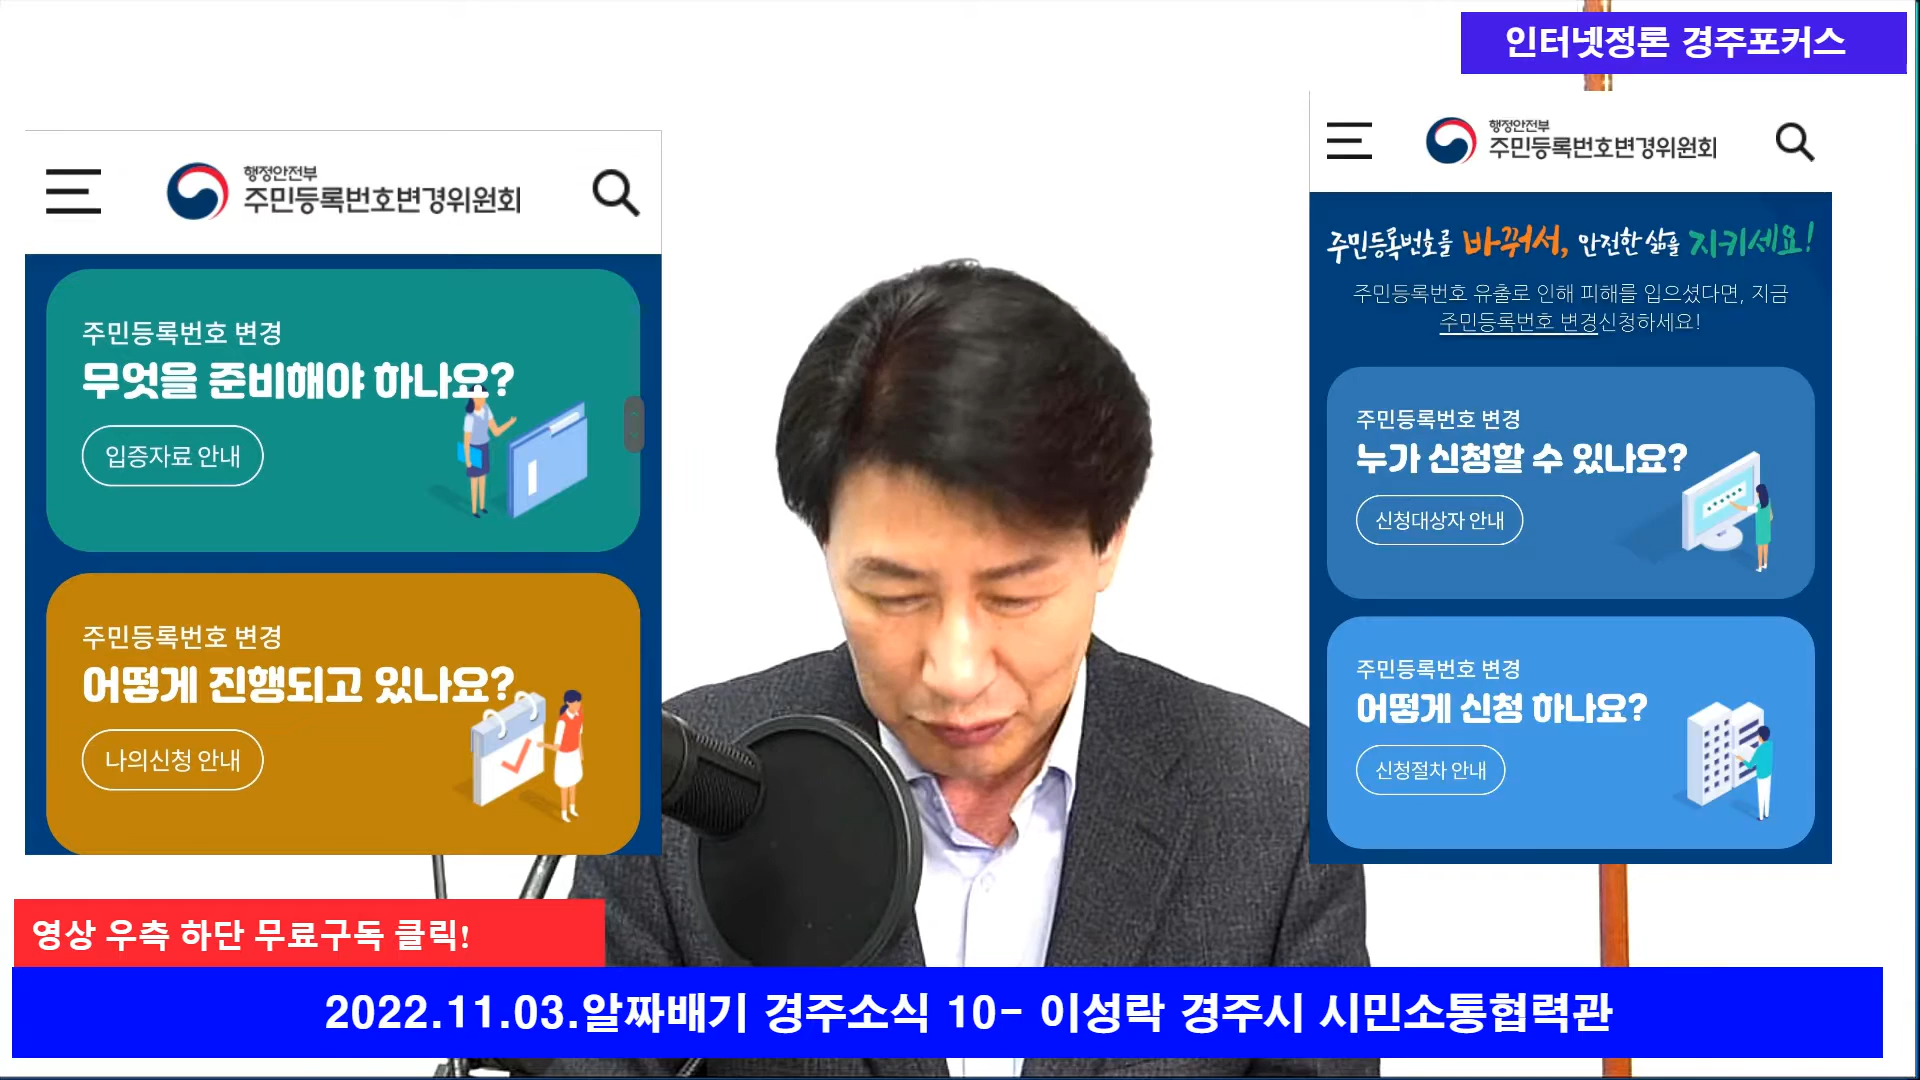 인터넷정론 경주포커스
행정안전부
주민등록번호변경위원회
주민등록번호 변경
무엇을 준비해야 하나요?
입증자료 안내
주민등록번호 변경
어떻게 진행되고 있나요?
나의신청 안내
행정안전부
주민등록번호변경위원회
주민등록번호를 바꿔서, 안전한 삶을 지키세요!
주민등록번호 유출로 인해 피해를 입으셨다면, 지금
주민등록번호 변경신청하세요!
주민등록번호 변경
누가 신청할 수 있나요?
신청대상자 안내
주민등록번호 변경
어떻게 신청 하나요?
신청절차 안내
영상 우측 하단 무료구독 클릭!
2022.11.03.알짜배기 경주소식 10- 이성락 경주시 시민소통협력관